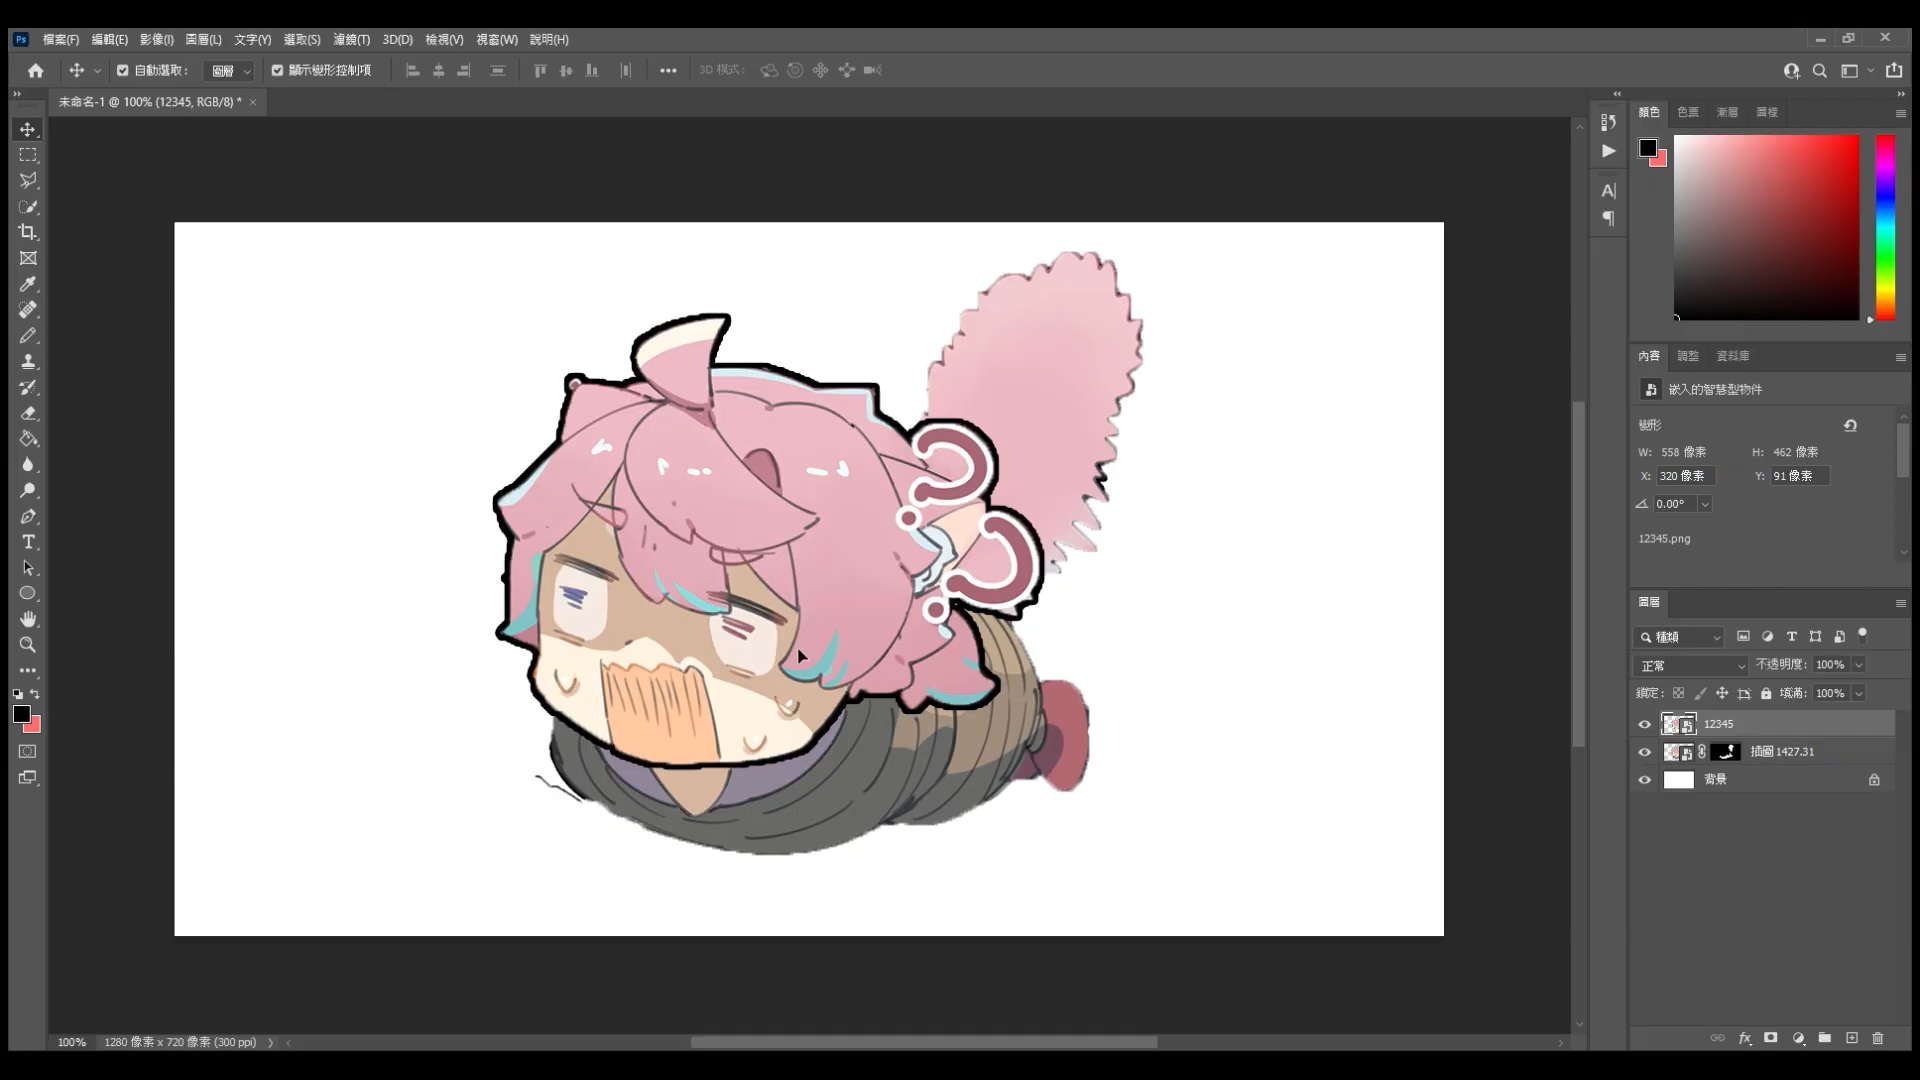 Ps 檔案(F) 編輯(E) 影像(I) 圖層(L) 文字(Y) 選取(S) 濾鏡(T) 3D(D) 檢視(V) 視窗(W) 說明(H)
自動選取： 圖層 顯示變形控制項 3D 模式：
未命名-1 @ 100% (12345, RGB/8) *
顏色 色票 漸層 圖樣
內容 調整 資料庫
嵌入的智慧型物件
變形
W: 558 像素 H: 462 像素
X: 320 像素 Y: 91 像素
0.00°
12345.png
圖層
種類
正常 不透明度： 100%
鎖定： 填滿： 100%
12345
插圖 1427.31
背景
100% 1280 像素 x 720 像素 (300 ppi)